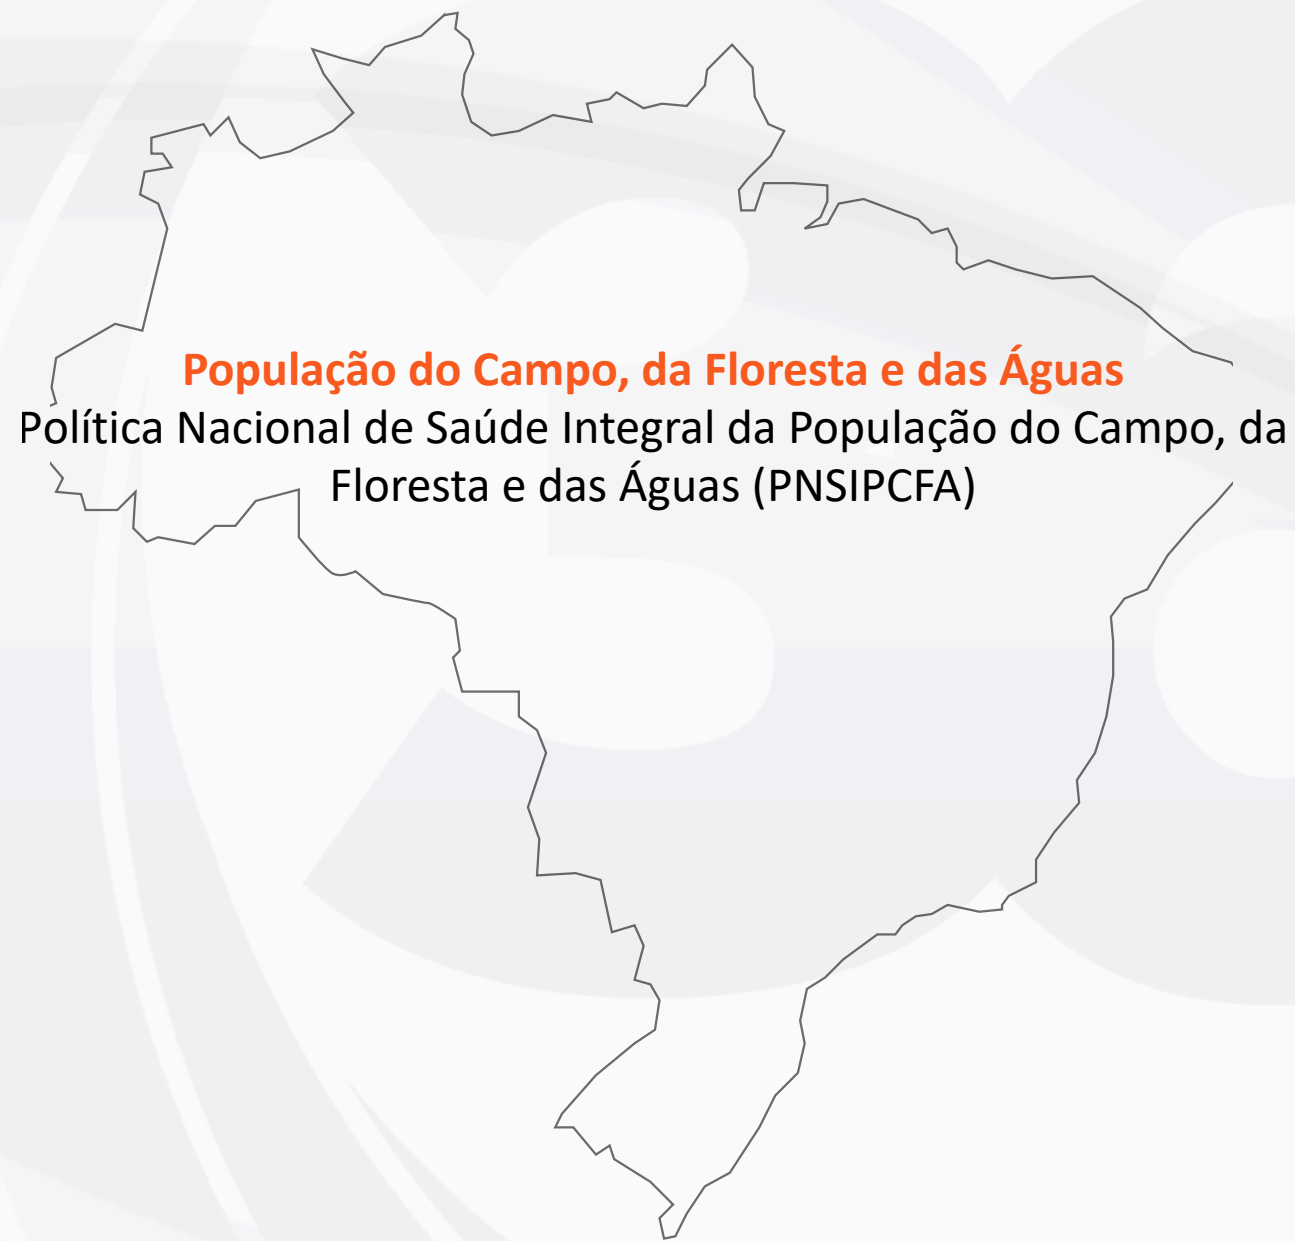 População do Campo, da Floresta e das Águas
Política Nacional de Saúde Integral da População do Campo, da
Floresta e das Águas (PNSIPCFA)